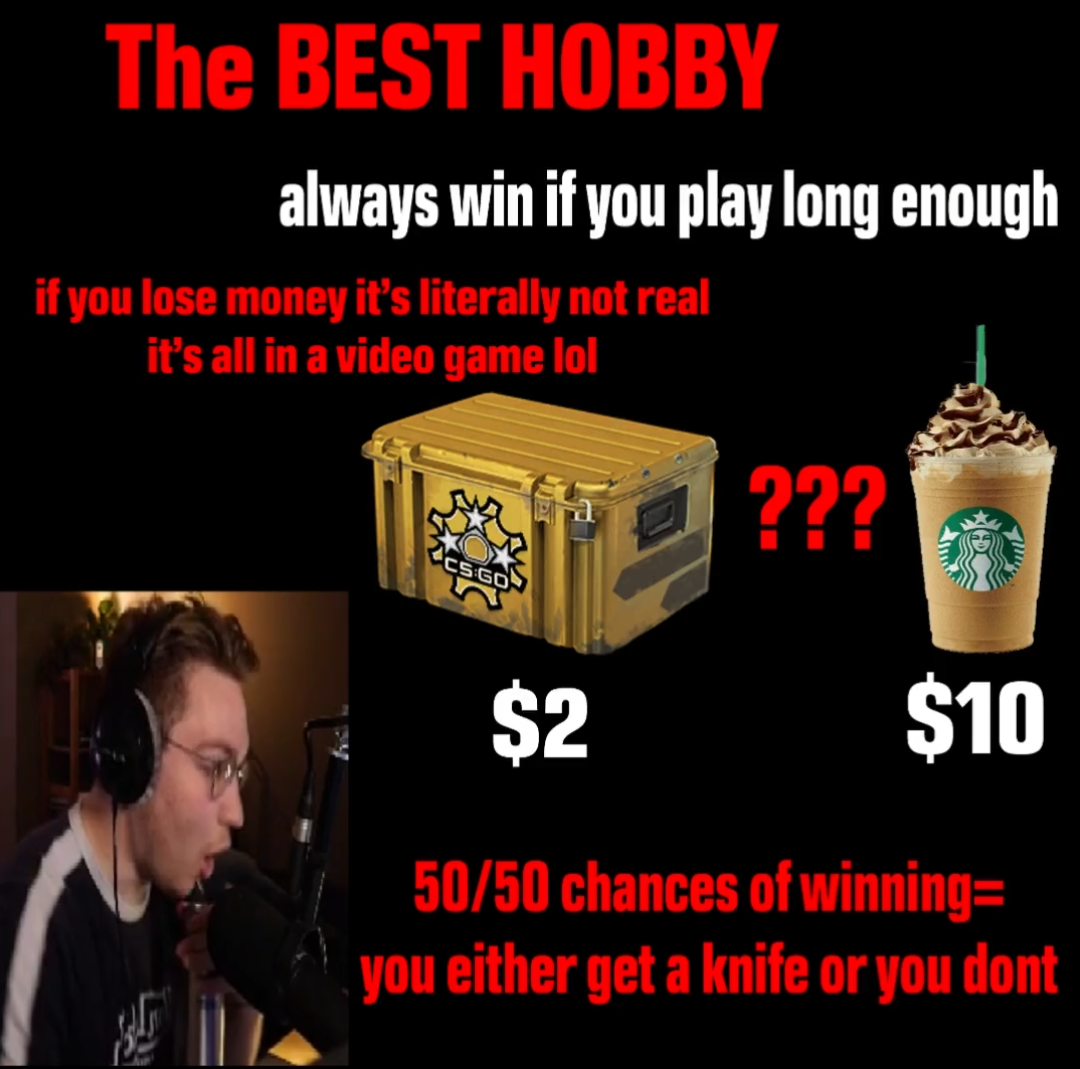 The BEST HOBBY
always win if you play long enough
if you lose money it's literally not real
it's all in a video game lol
???
CS:GO
$2
$10
50/50 chances of winning=
you either get a knife or you dont